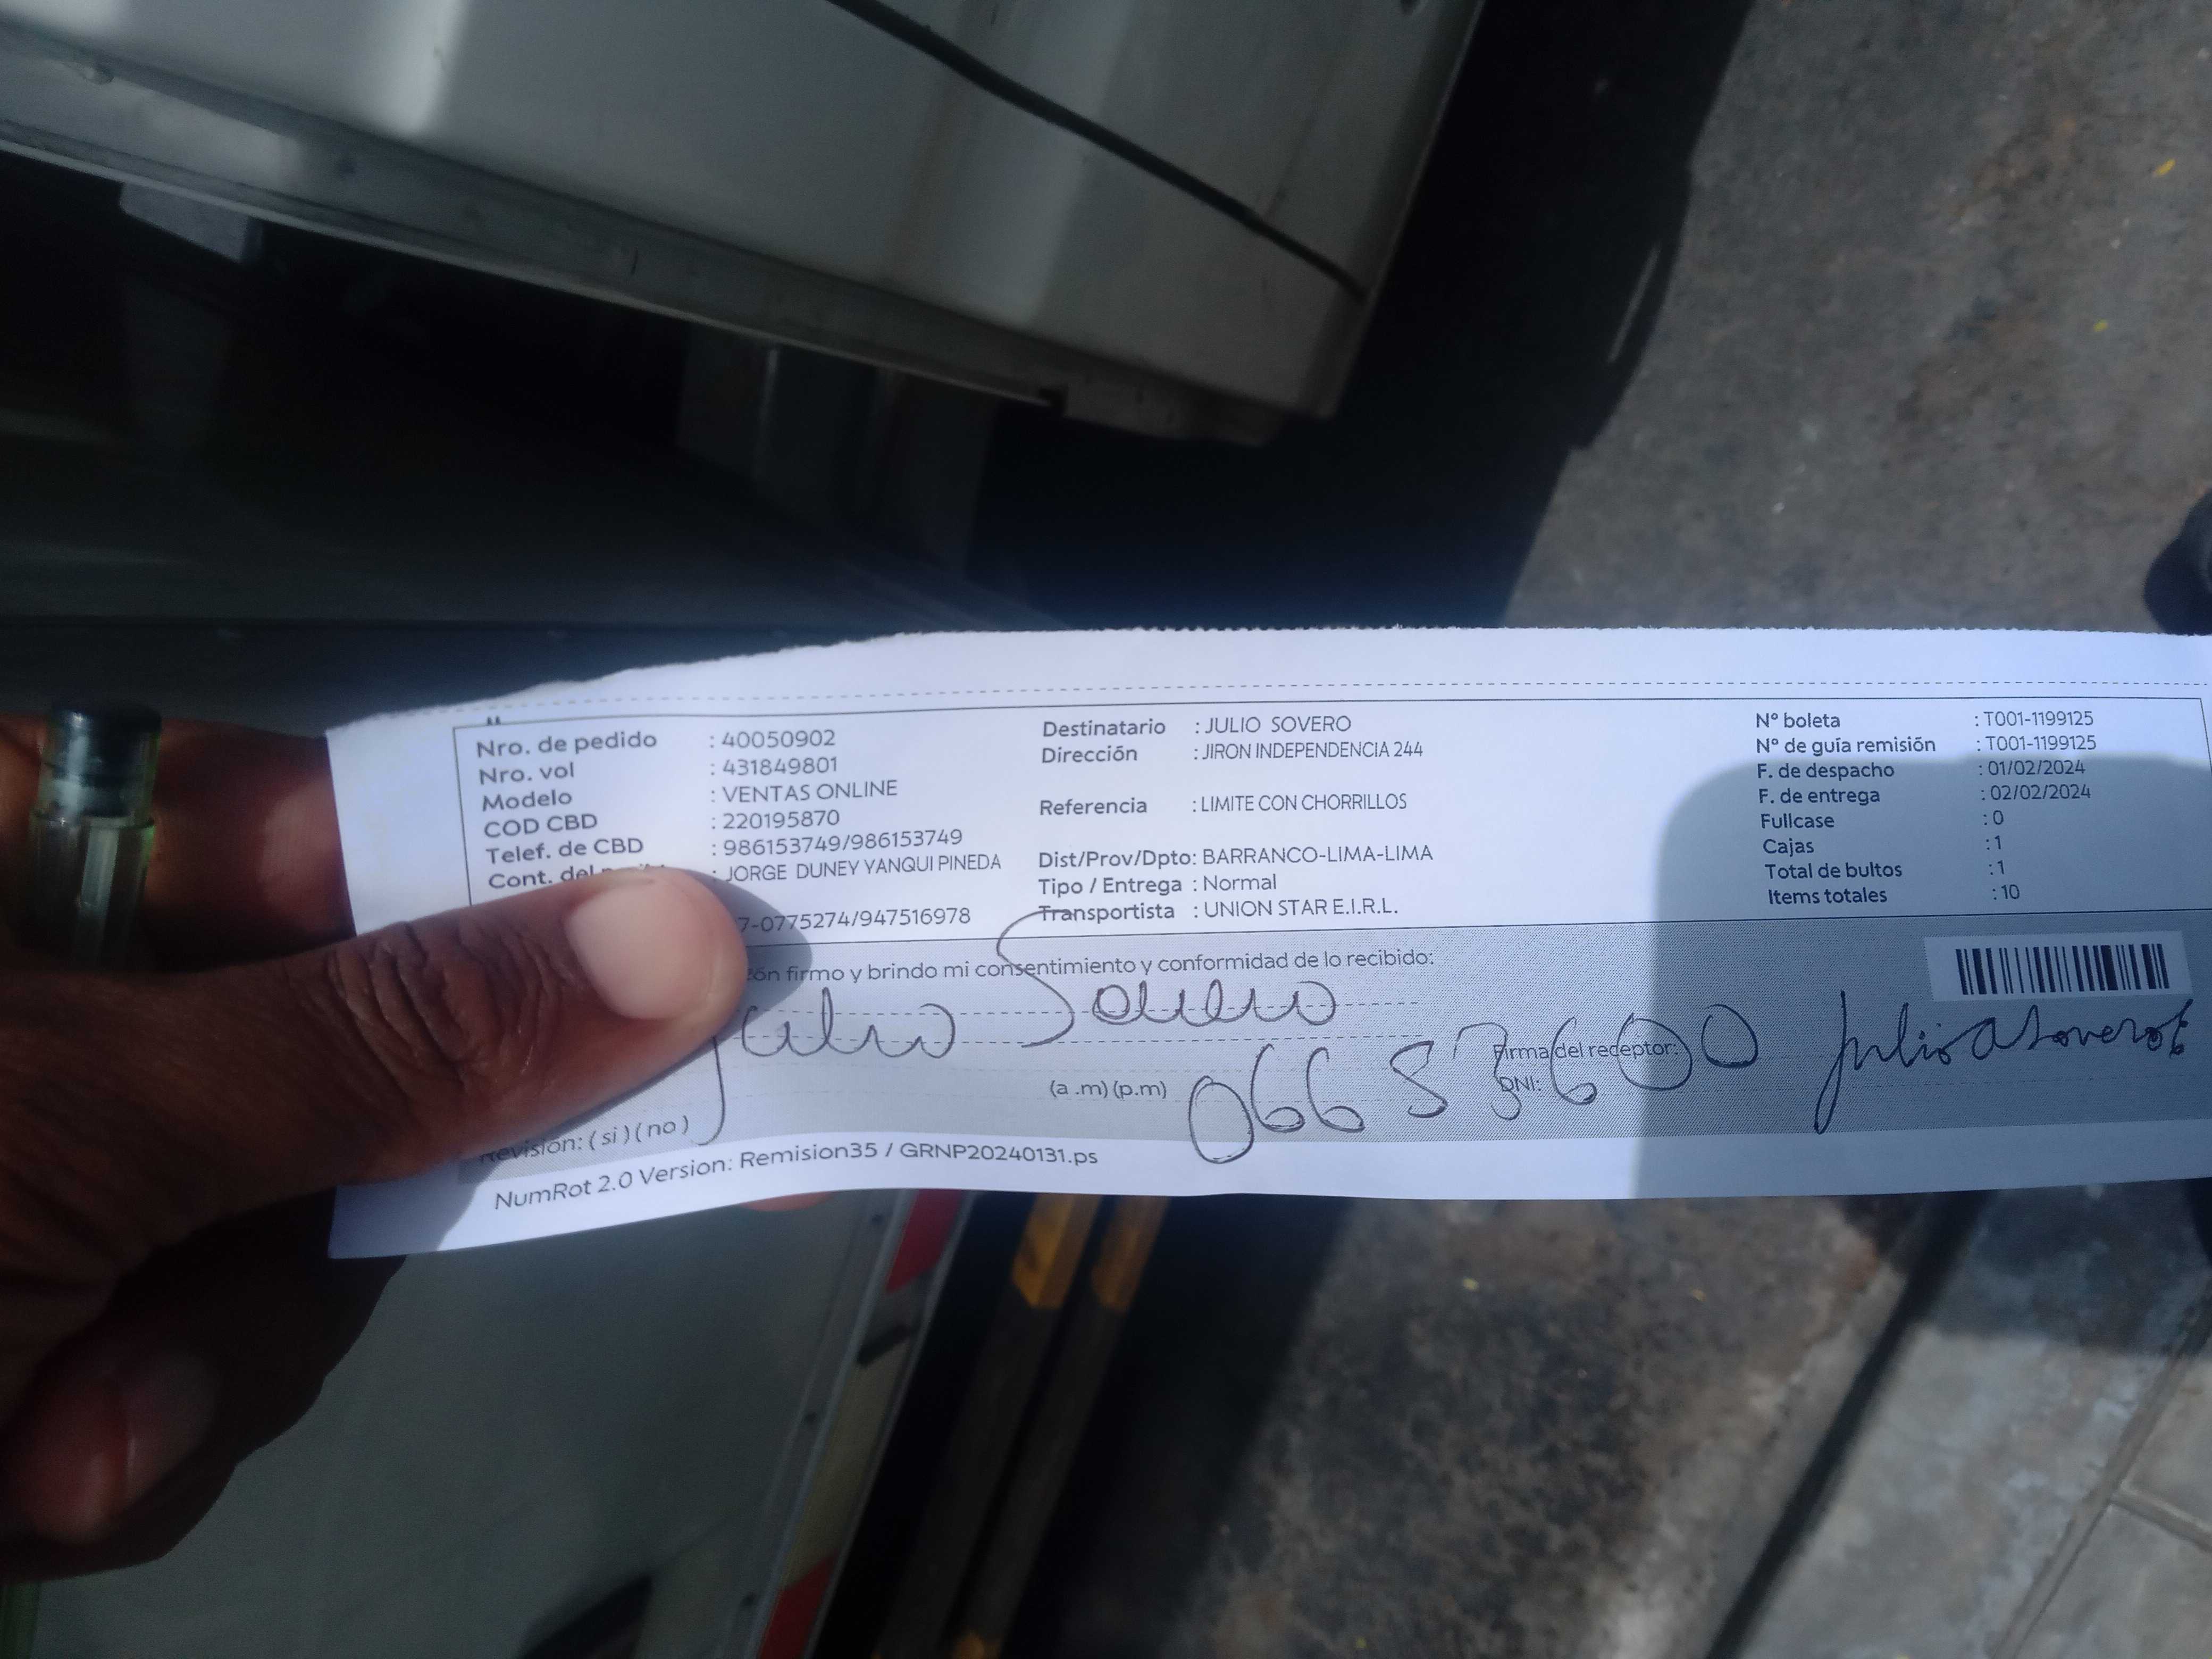 Nro. de pedido : 40050902
Nro. vol : 431849801
Modelo : VENTAS ONLINE
COD CBD : 220195870
Telef. de CBD : 986153749/986153749
Cont. del : JORGE DUNEY YANQUI PINEDA
7-0775274/947516978
Destinatario : JULIO SOVERO
Dirección : JIRON INDEPENDENCIA 244
Referencia : LIMITE CON CHORRILLOS
Dist/Prov/Dpto: BARRANCO-LIMA-LIMA
Tipo / Entrega : Normal
Transportista : UNION STAR E.I.R.L.
N° boleta : T001-1199125
N° de guía remisión : T001-1199125
F. de despacho : 01/02/2024
F. de entrega : 02/02/2024
Fullcase : 0
Cajas : 1
Total de bultos : 1
Items totales : 10
ón firmo y brindo mi consentimiento y conformidad de lo recibido:
Julio Sovero
Firma del receptor:
(a .m) (p.m)
DNI:
Revisión: ( si ) ( no )
NumRot 2.0 Version: Remision35 / GRNP20240131.ps